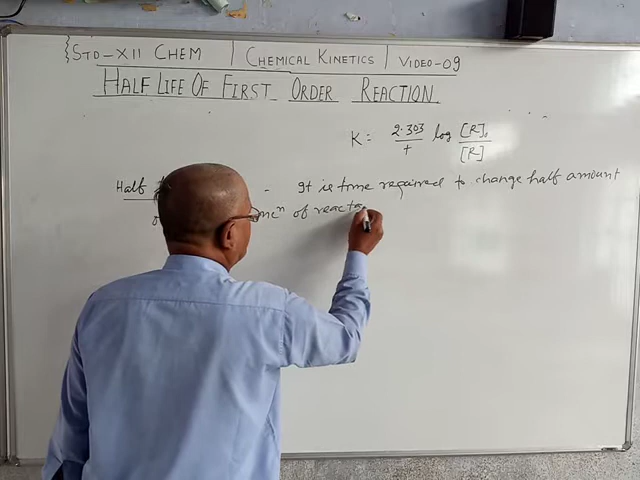 STD-XII CHEM | CHEMICAL KINETICS | VIDEO-09
HALF LIFE OF FIRST ORDER REACTION
K = 2.303/t log [R]₀/[R]
Half - It is time required to change half amount
of reacta